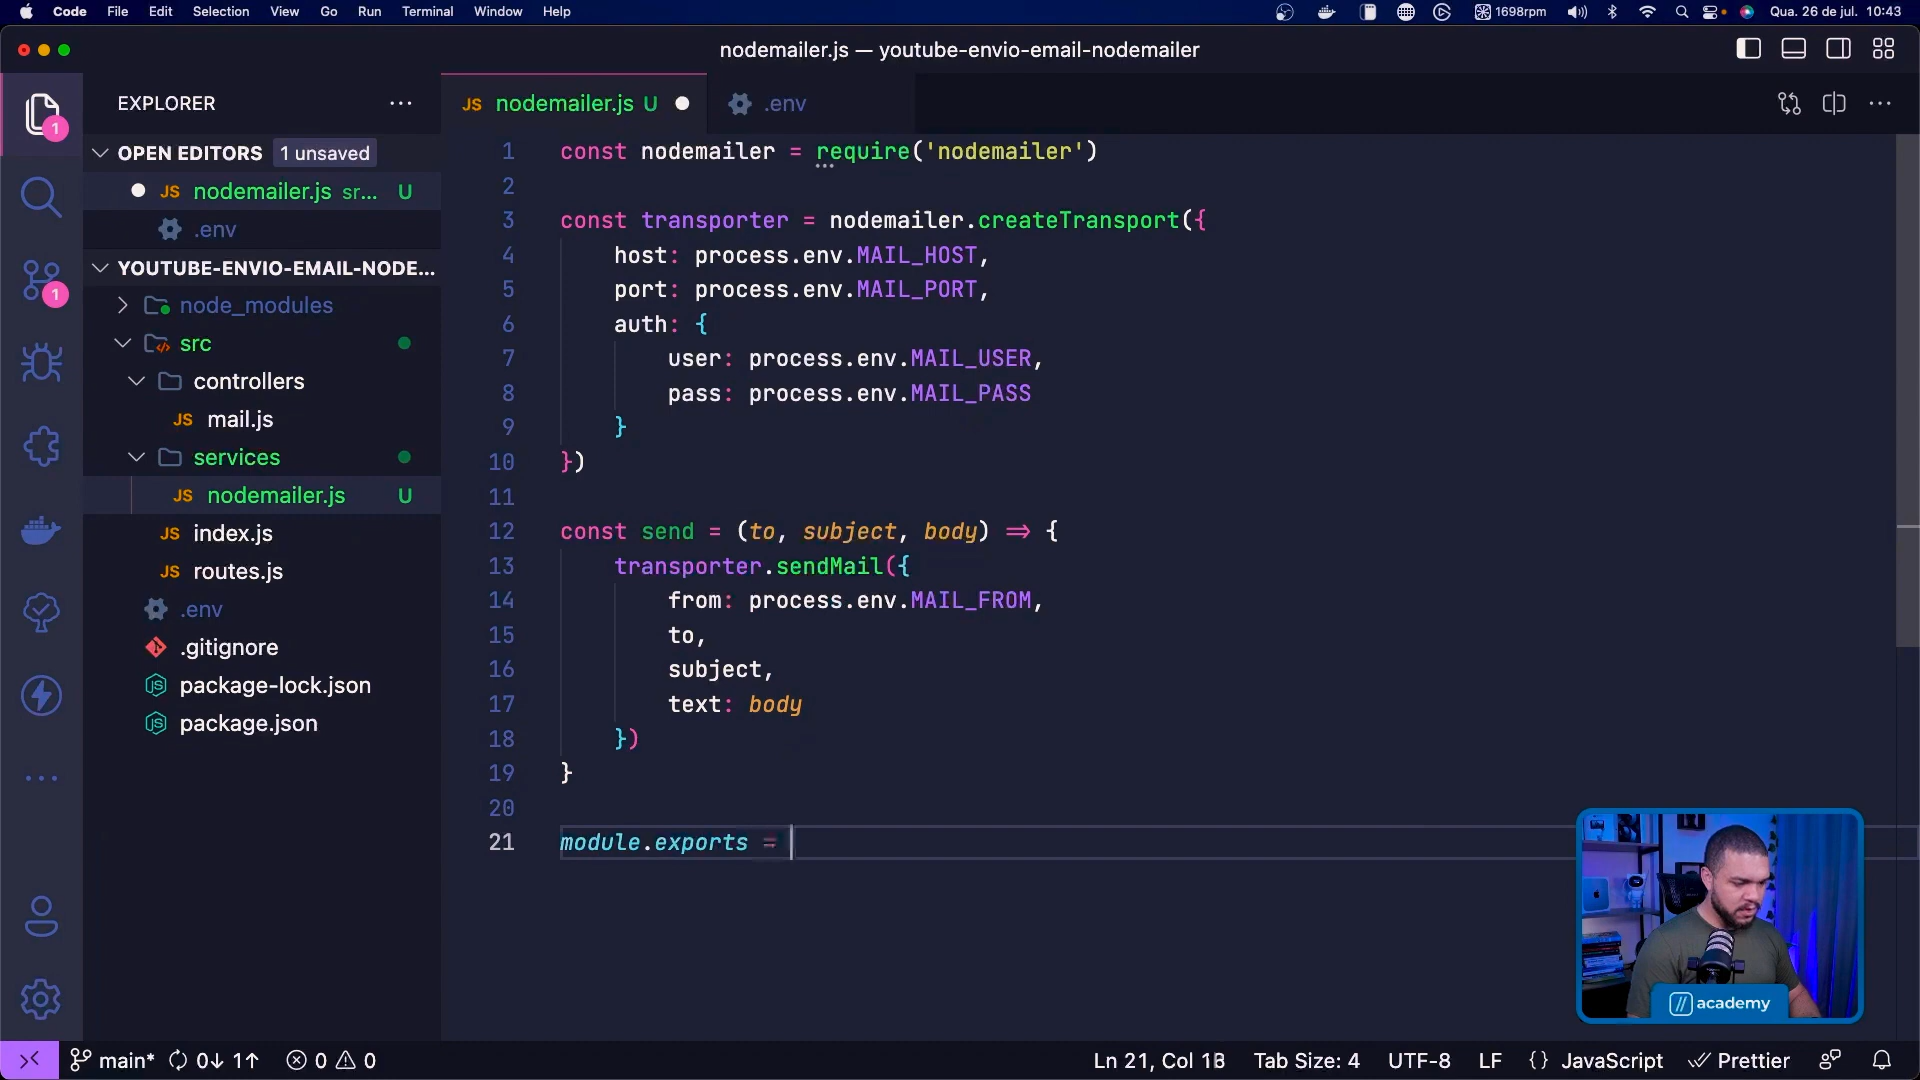 Code File Edit Selection View Go Run Terminal Window Help 1698rpm Qua. 26 de jul. 10:43
nodemailer.js — youtube-envio-email-nodemailer
EXPLORER
JS nodemailer.js U
.env
OPEN EDITORS 1 unsaved
JS nodemailer.js sr... U
.env
YOUTUBE-ENVIO-EMAIL-NODE...
node_modules
src
controllers
JS mail.js
services
JS nodemailer.js U
JS index.js
JS routes.js
.env
.gitignore
package-lock.json
package.json
1
1
1 const nodemailer = require('nodemailer')
2
3 const transporter = nodemailer.createTransport({
4 host: process.env.MAIL_HOST,
5 port: process.env.MAIL_PORT,
6 auth: {
7 user: process.env.MAIL_USER,
8 pass: process.env.MAIL_PASS
9 }
10 })
11
12 const send = (to, subject, body) => {
13 transporter.sendMail({
14 from: process.env.MAIL_FROM,
15 to,
16 subject,
17 text: body
18 })
19 }
20
21 module.exports =
// academy
main* 0↓ 1↑ 0 0 Ln 21, Col 18 Tab Size: 4 UTF-8 LF {} JavaScript Prettier